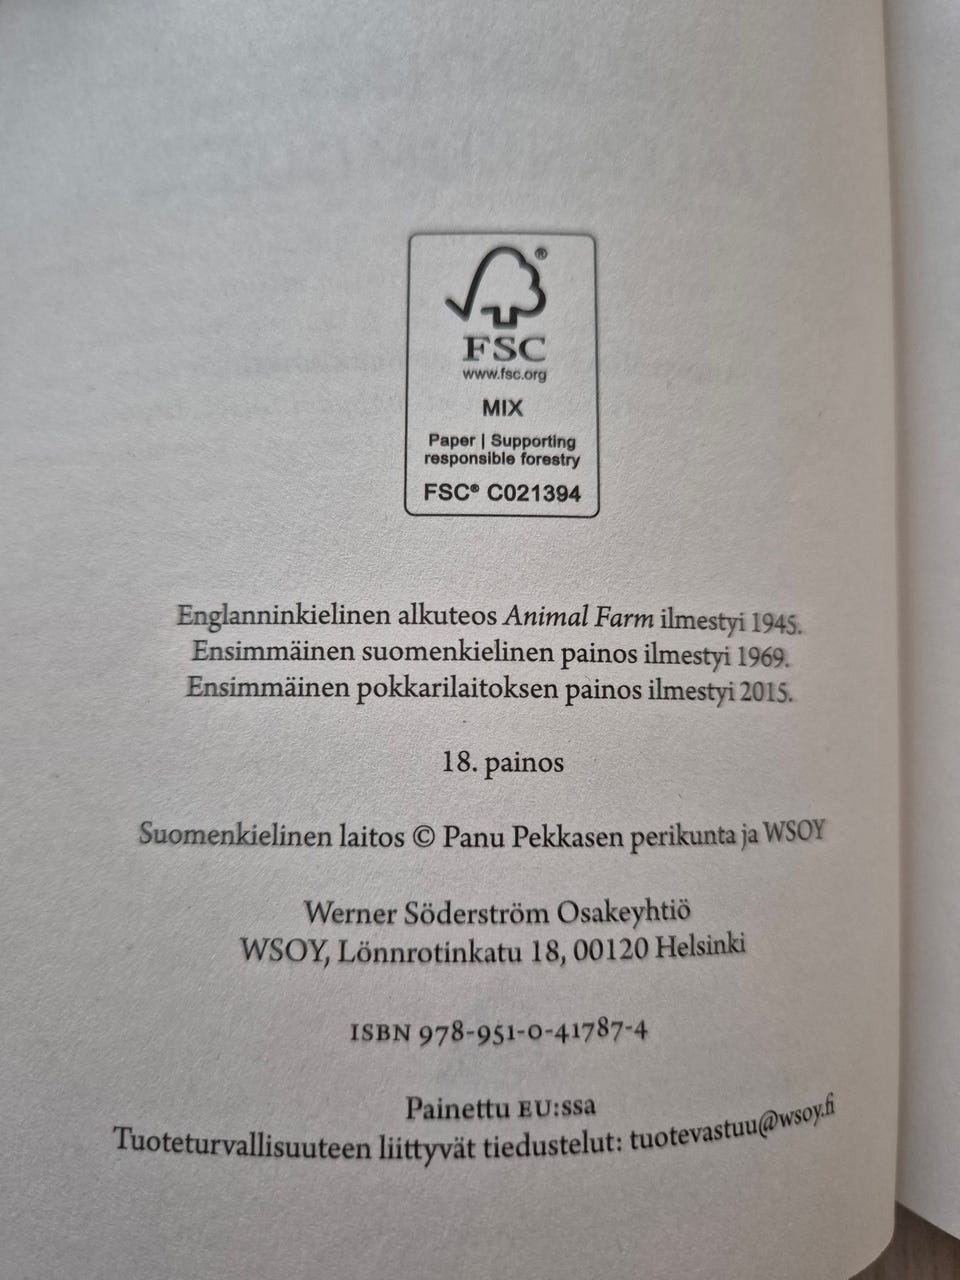 ®
FSC
www.fsc.org
MIX
Paper | Supporting
responsible forestry
FSC® C021394
Englanninkielinen alkuteos Animal Farm ilmestyi 1945.
Ensimmäinen suomenkielinen painos ilmestyi 1969.
Ensimmäinen pokkarilaitoksen painos ilmestyi 2015.
18. painos
Suomenkielinen laitos © Panu Pekkasen perikunta ja WSOY
Werner Söderström Osakeyhtiö
WSOY, Lönnrotinkatu 18, 00120 Helsinki
ISBN 978-951-0-41787-4
Painettu EU:ssa
Tuoteturvallisuuteen liittyvät tiedustelut: tuotevastuu@wsoy.fi